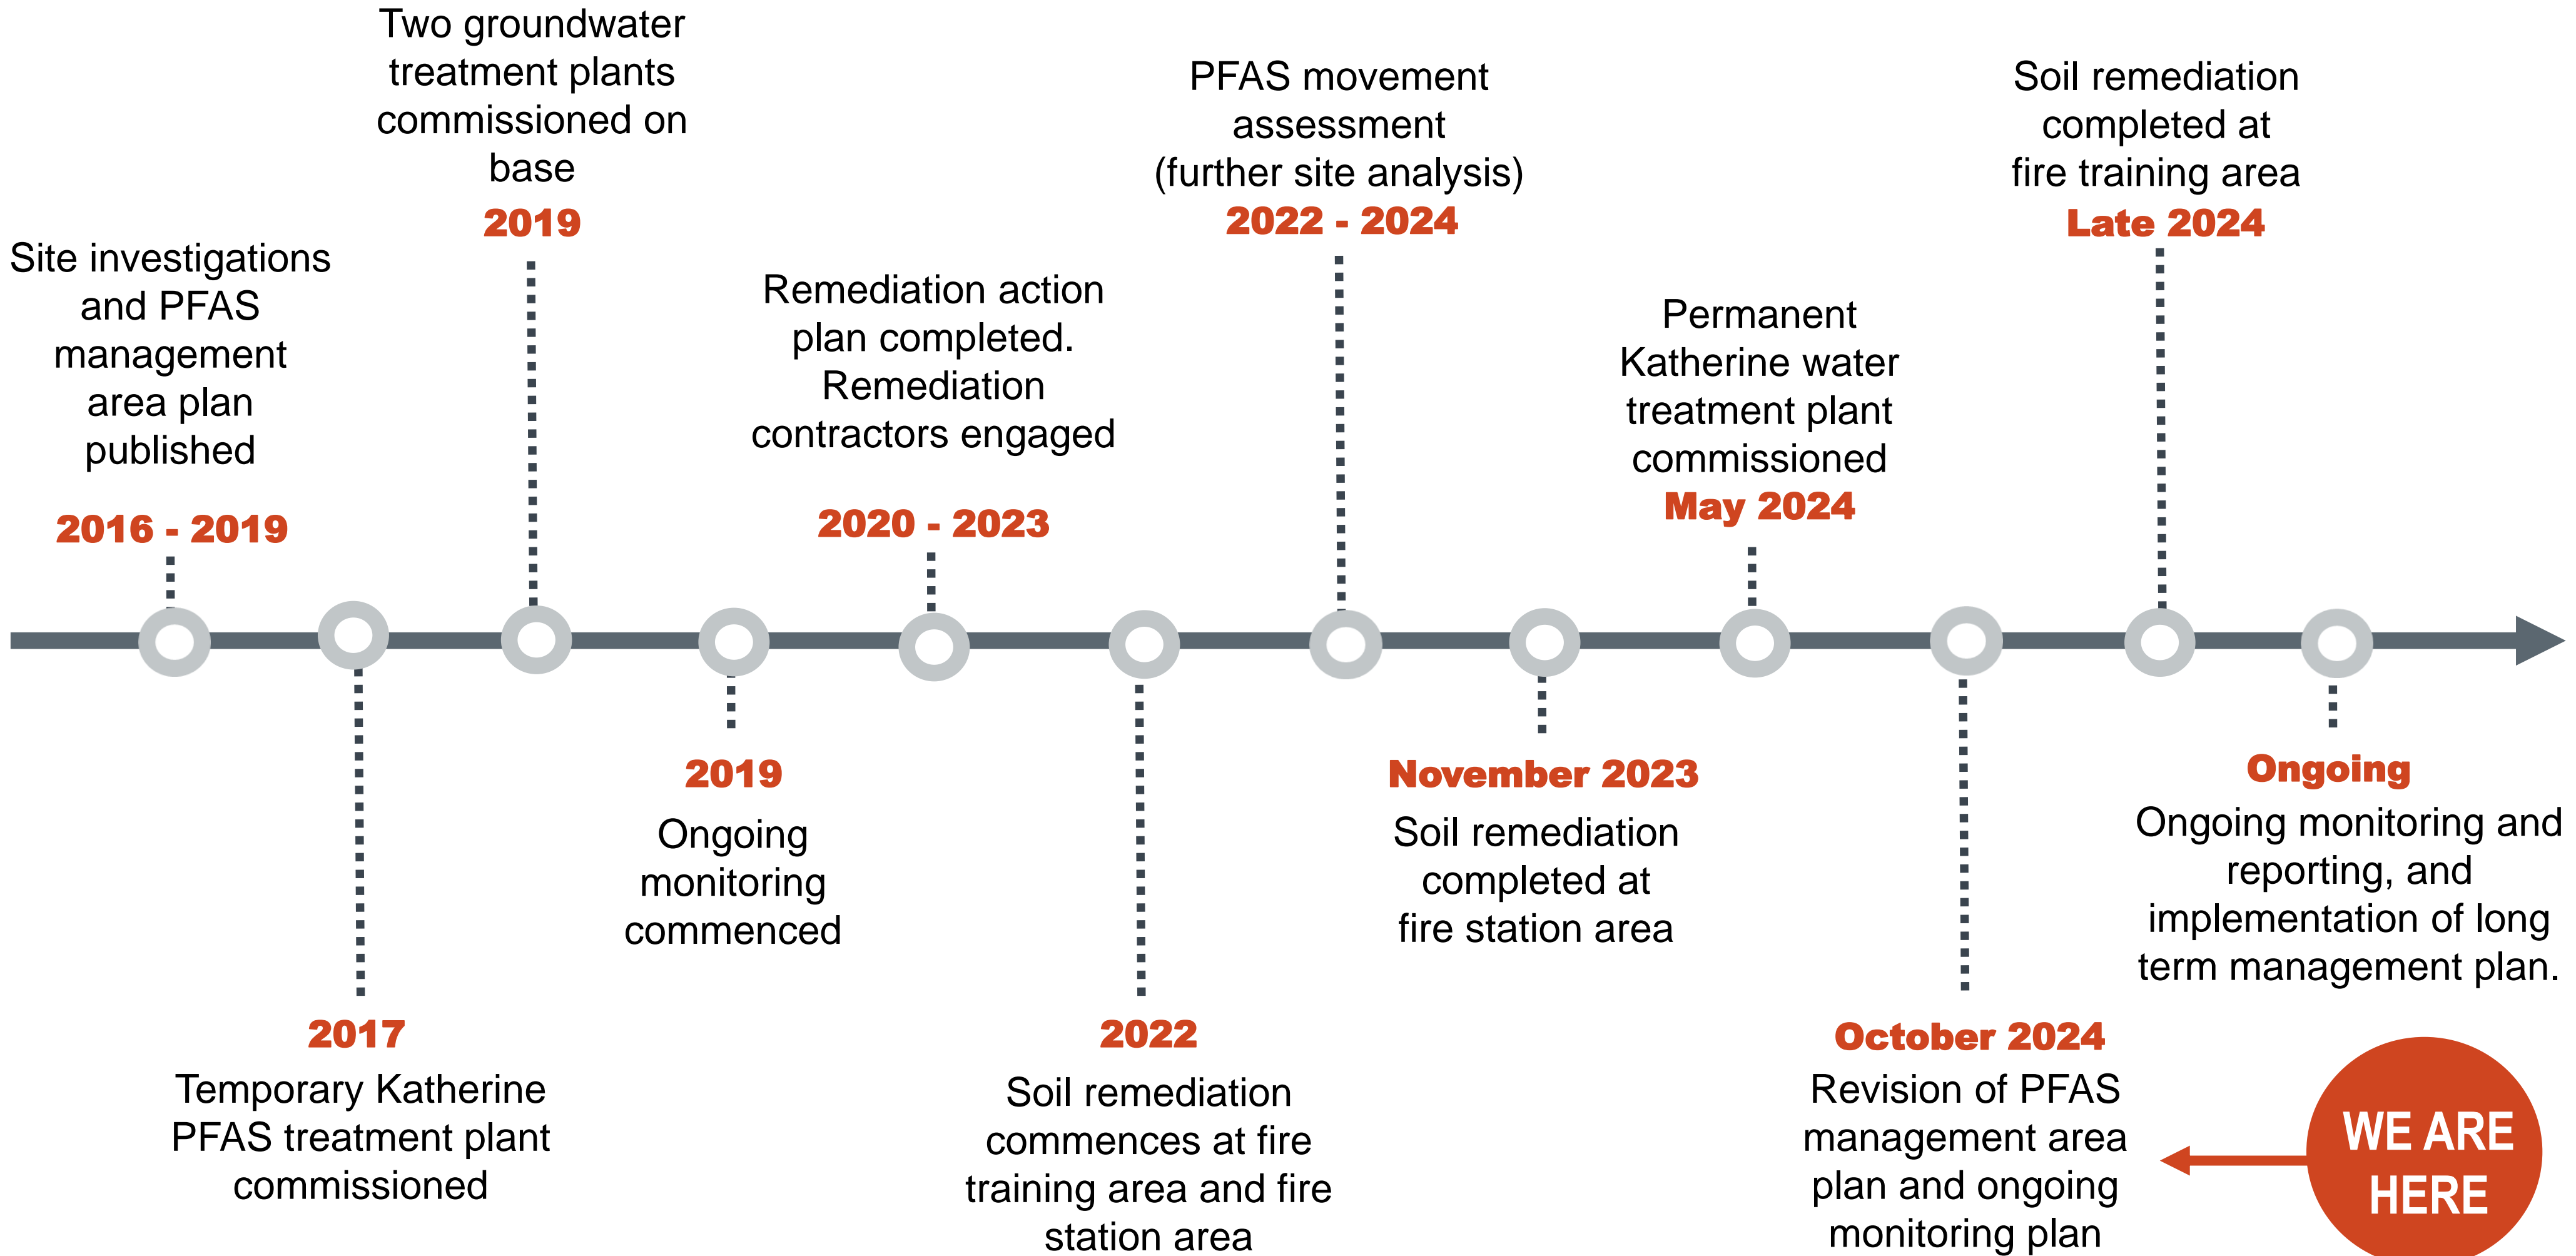 Site investigations
and PFAS
management
area plan
published
2016 - 2019
2017
Temporary Katherine
PFAS treatment plant
commissioned
Two groundwater
treatment plants
commissioned on
base
2019
2019
Ongoing
monitoring
commenced
Remediation action
plan completed.
Remediation
contractors engaged
2020 - 2023
2022
Soil remediation
commences at fire
training area and fire
station area
PFAS movement
assessment
(further site analysis)
2022 - 2024
November 2023
Soil remediation
completed at
fire station area
Permanent
Katherine water
treatment plant
commissioned
May 2024
October 2024
Revision of PFAS
management area
plan and ongoing
monitoring plan
Soil remediation
completed at
fire training area
Late 2024
Ongoing
Ongoing monitoring and
reporting, and
implementation of long
term management plan.
WE ARE
HERE